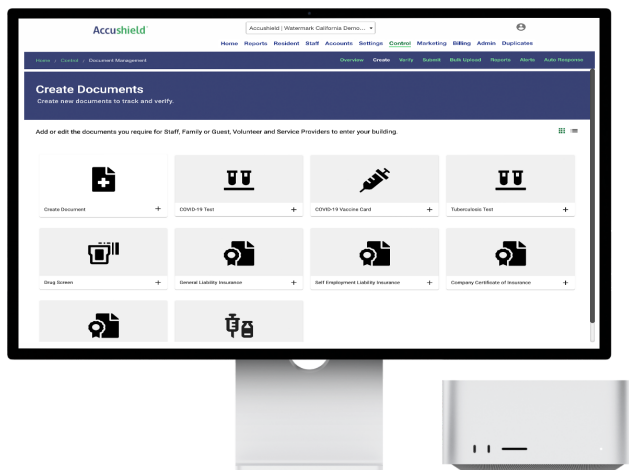 Accushield
Accushield | Watermark California Demo...
Home Reports Resident Staff Accounts Settings Control Marketing Billing Admin Duplicates
Home / Control / Document Management
Overview Create Verify Submit Bulk Upload Reports Alerts Auto Response
Create Documents
Create new documents to track and verify.
Add or edit the documents you require for Staff, Family or Guest, Volunteer and Service Providers to enter your building.
Create Document +
COVID-19 Test +
COVID-19 Vaccine Card +
Tuberculosis Test +
Drug Screen +
General Liability Insurance +
Self Employment Liability Insurance +
Company Certificate of Insurance +